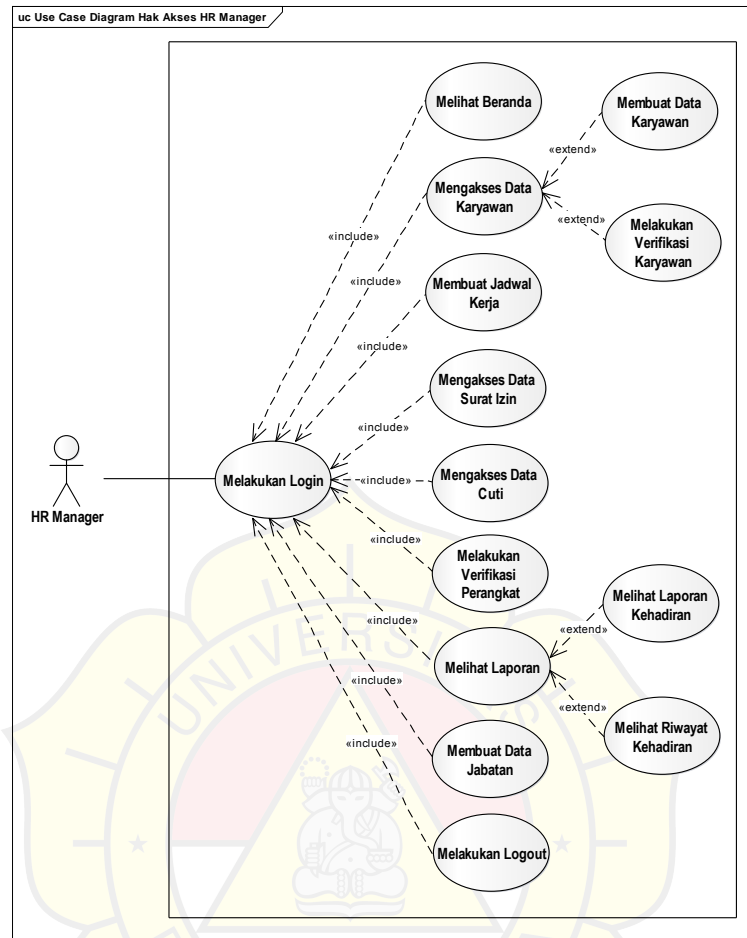 uc Use Case Diagram Hak Akses HR Manager
Melihat Beranda
Membuat Data
Karyawan
«extend»
Mengakses Data
Karyawan
«extend»
Melakukan
Verifikasi
Karyawan
«include»
«include»
Membuat Jadwal
Kerja
«include»
Mengakses Data
Surat Izin
«include»
HR Manager
Melakukan Login
«include»
Mengakses Data
Cuti
«include»
Melakukan
Verifikasi
Perangkat
«include»
Melihat Laporan
«extend»
Melihat Laporan
Kehadiran
«extend»
Melihat Riwayat
Kehadiran
«include»
Membuat Data
Jabatan
«include»
Melakukan Logout
UNIVERSI
SE